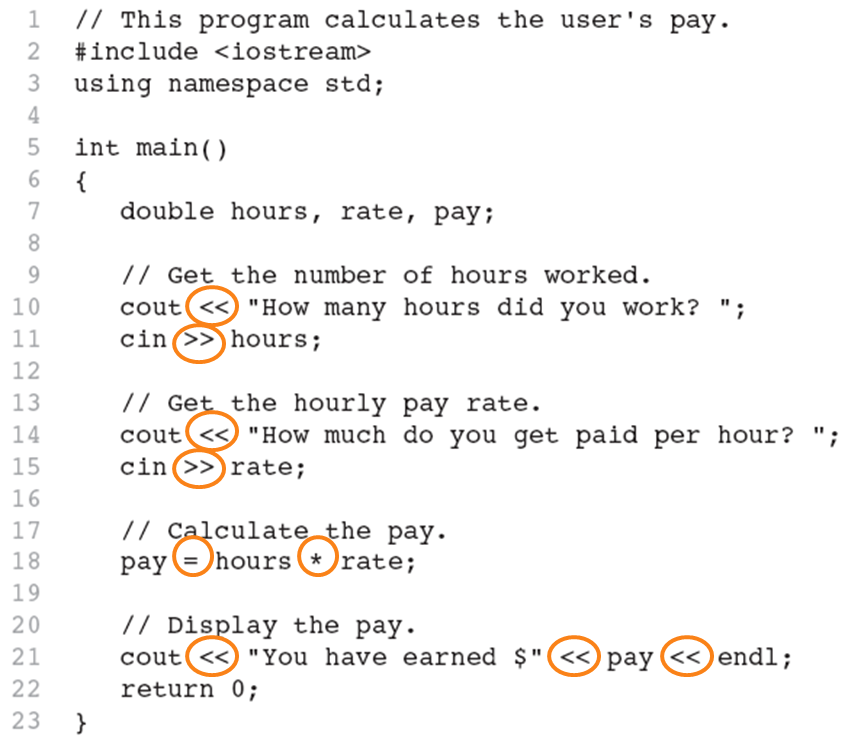 1 // This program calculates the user's pay.
2 #include <iostream>
3 using namespace std;
4
5 int main()
6 {
7    double hours, rate, pay;
8
9    // Get the number of hours worked.
10    cout << "How many hours did you work? ";
11    cin >> hours;
12
13    // Get the hourly pay rate.
14    cout << "How much do you get paid per hour? ";
15    cin >> rate;
16
17    // Calculate the pay.
18    pay = hours * rate;
19
20    // Display the pay.
21    cout << "You have earned $" << pay << endl;
22    return 0;
23 }